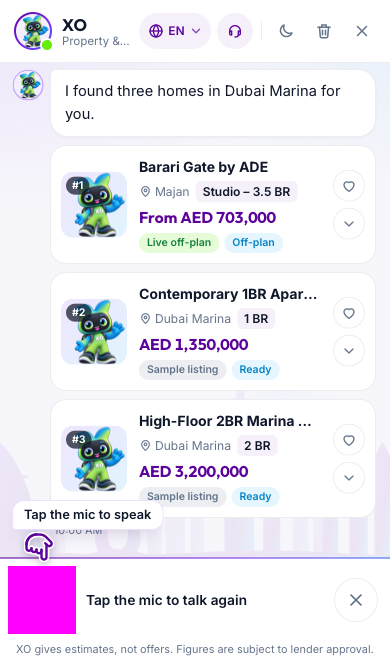 XO
Property &...
EN
I found three homes in Dubai Marina for
you.
#1
Barari Gate by ADE
Majan
Studio – 3.5 BR
From AED 703,000
Live off-plan
Off-plan
#2
Contemporary 1BR Apar...
Dubai Marina
1 BR
AED 1,350,000
Sample listing
Ready
#3
High-Floor 2BR Marina ...
Dubai Marina
2 BR
AED 3,200,000
Sample listing
Ready
Tap the mic to speak
10:00 AM
Tap the mic to talk again
XO gives estimates, not offers. Figures are subject to lender approval.